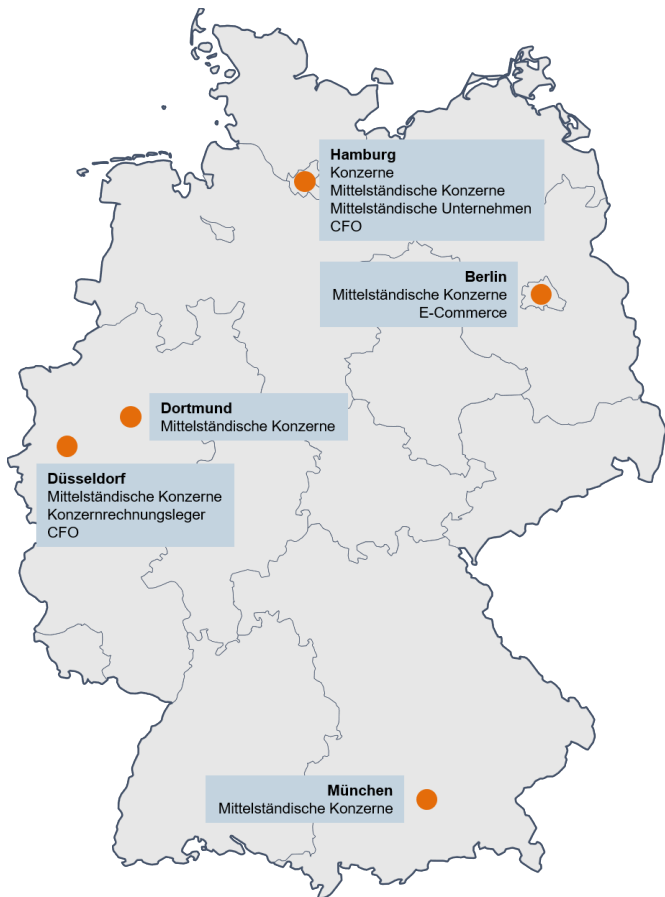 Hamburg
Konzerne
Mittelständische Konzerne
Mittelständische Unternehmen
CFO
Berlin
Mittelständische Konzerne
E-Commerce
Dortmund
Mittelständische Konzerne
Düsseldorf
Mittelständische Konzerne
Konzernrechnungsleger
CFO
München
Mittelständische Konzerne